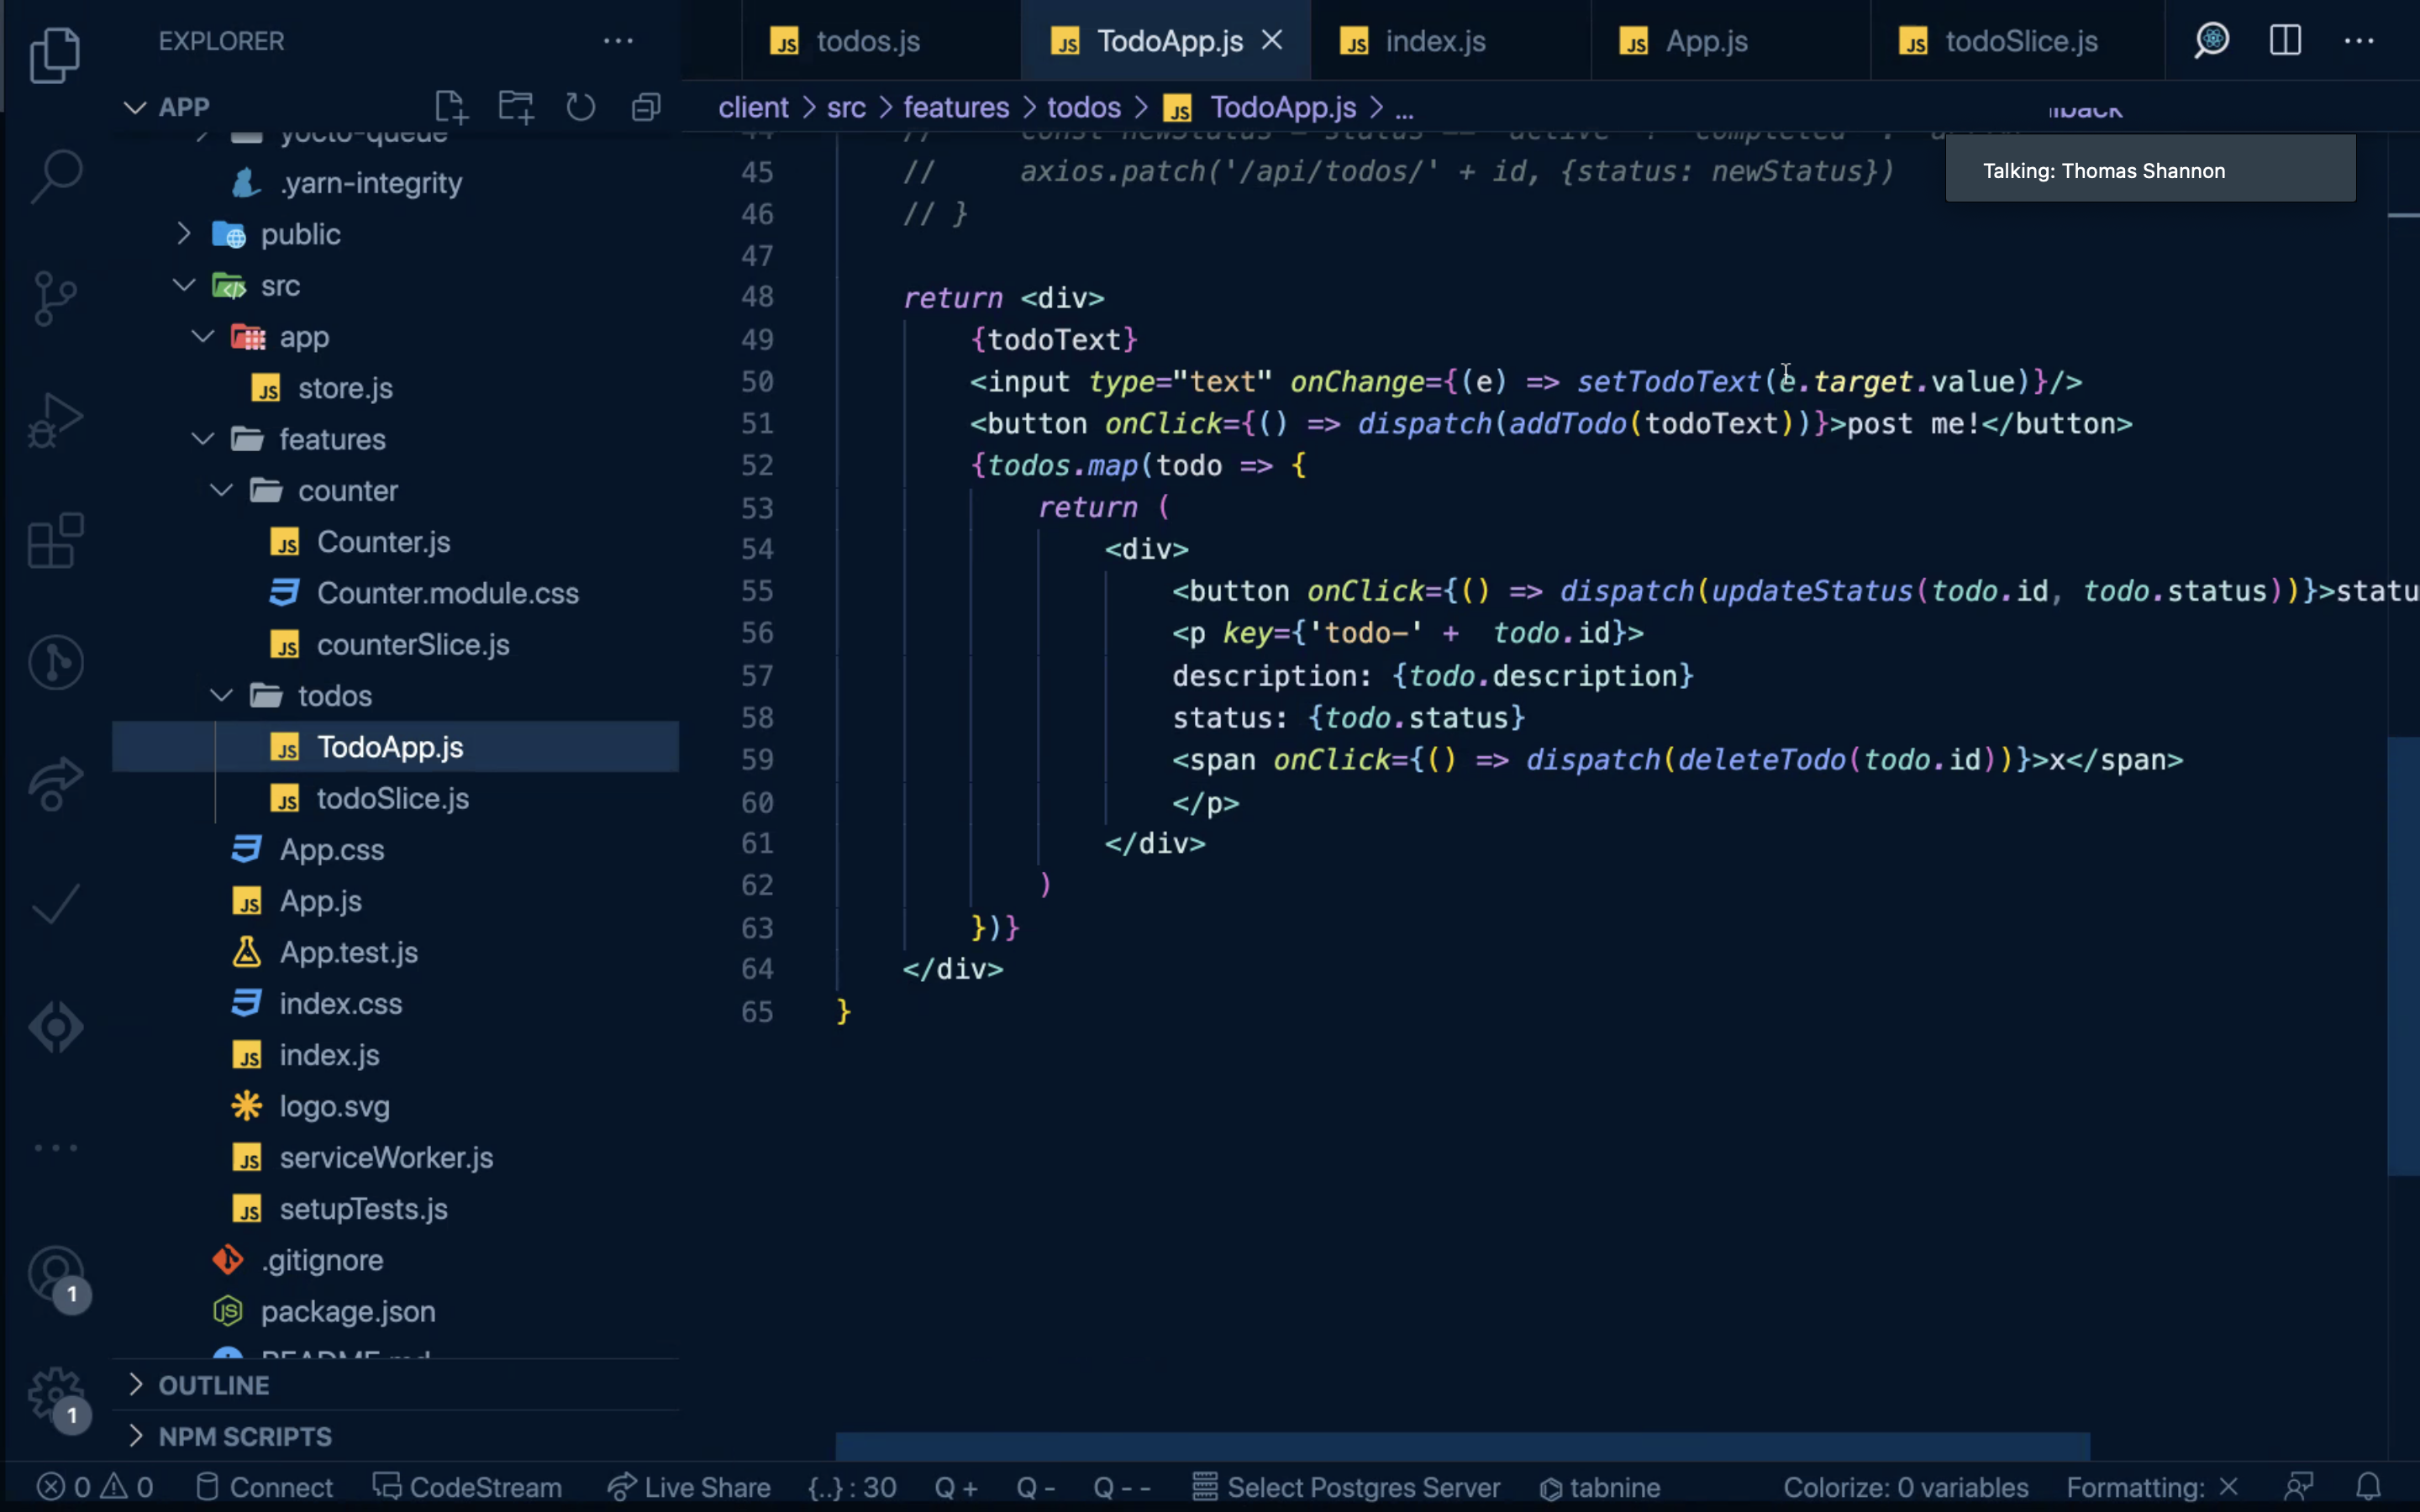 EXPLORER
APP
yocto-queue
.yarn-integrity
public
src
app
store.js
features
counter
Counter.js
Counter.module.css
counterSlice.js
todos
TodoApp.js
todoSlice.js
App.css
App.js
App.test.js
index.css
index.js
logo.svg
serviceWorker.js
setupTests.js
.gitignore
package.json
README.md
OUTLINE
NPM SCRIPTS
1
1
todos.js
TodoApp.js
index.js
App.js
todoSlice.js
client > src > features > todos > TodoApp.js > ...
Talking: Thomas Shannon
44 // const newStatus = status == 'active' ? 'completed' :
45 // axios.patch('/api/todos/' + id, {status: newStatus})
46 // }
47
48 return <div>
49 {todoText}
50 <input type="text" onChange={(e) => setTodoText(e.target.value)}/>
51 <button onClick={() => dispatch(addTodo(todoText))}>post me!</button>
52 {todos.map(todo => {
53 return (
54 <div>
55 <button onClick={() => dispatch(updateStatus(todo.id, todo.status))}>statu
56 <p key={'todo-' + todo.id}>
57 description: {todo.description}
58 status: {todo.status}
59 <span onClick={() => dispatch(deleteTodo(todo.id))}>x</span>
60 </p>
61 </div>
62 )
63 })}
64 </div>
65 }
0 0 Connect CodeStream Live Share {..} : 30 Q + Q - Q - - Select Postgres Server tabnine Colorize: 0 variables Formatting: ×